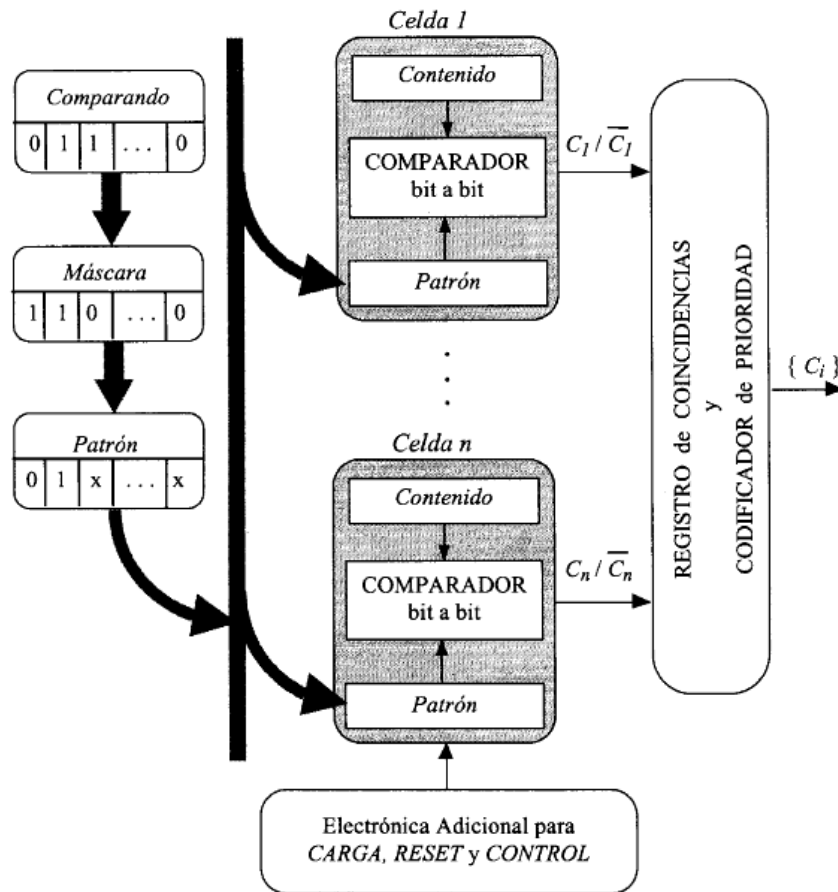 Comparando
0 1 1 . . . 0
Máscara
1 1 0 . . . 0
Patrón
0 1 x . . . x
Celda 1
Contenido
COMPARADOR
bit a bit
Patrón
C₁ / C̅₁
. . .
Celda n
Contenido
COMPARADOR
bit a bit
Patrón
Cₙ / C̅ₙ
REGISTRO de COINCIDENCIAS
y
CODIFICADOR de PRIORIDAD
{ Cᵢ }
Electrónica Adicional para
CARGA, RESET y CONTROL